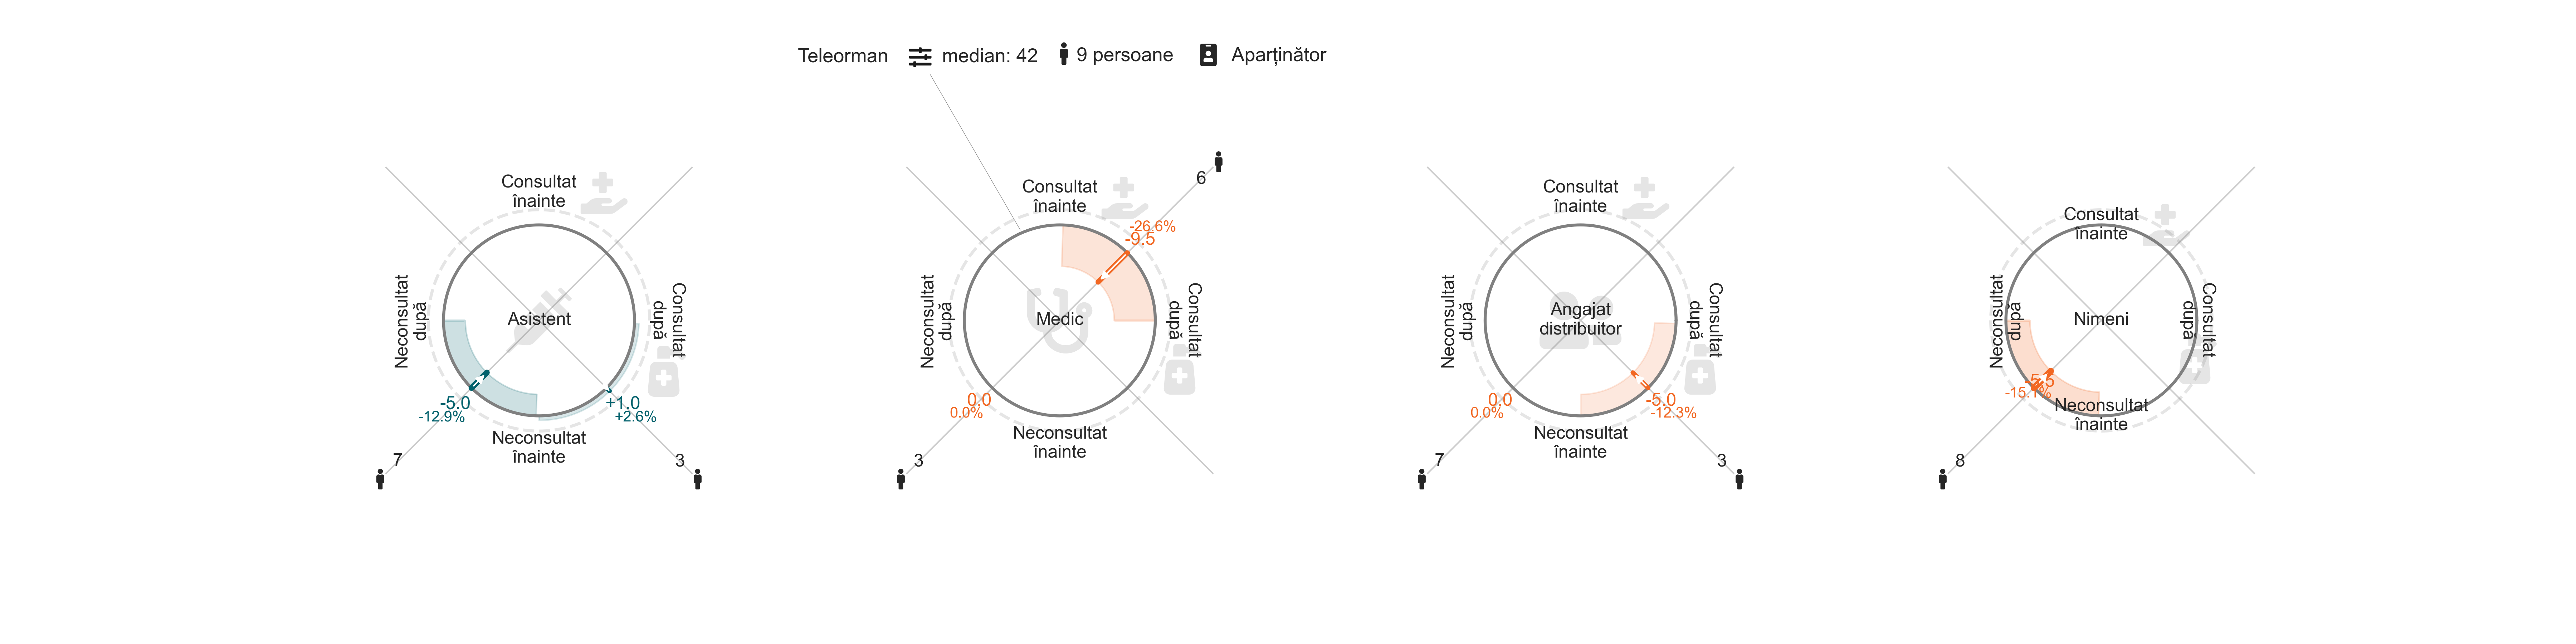 Teleorman median: 42 9 persoane Aparținător
Consultat
înainte
Neconsultat
după
Asistent
Consultat
după
-5.0
-12.9%
+1.0
+2.6%
Neconsultat
înainte
7
3
6
Consultat
înainte
-26.6%
-9.5
Neconsultat
după
Medic
Consultat
după
0.0
0.0%
Neconsultat
înainte
3
Consultat
înainte
Neconsultat
după
Angajat
distribuitor
Consultat
după
0.0
0.0%
-5.0
-12.3%
Neconsultat
înainte
7
3
Consultat
înainte
Neconsultat
după
Nimeni
Consultat
după
-5.5
-15.1%
Neconsultat
înainte
8